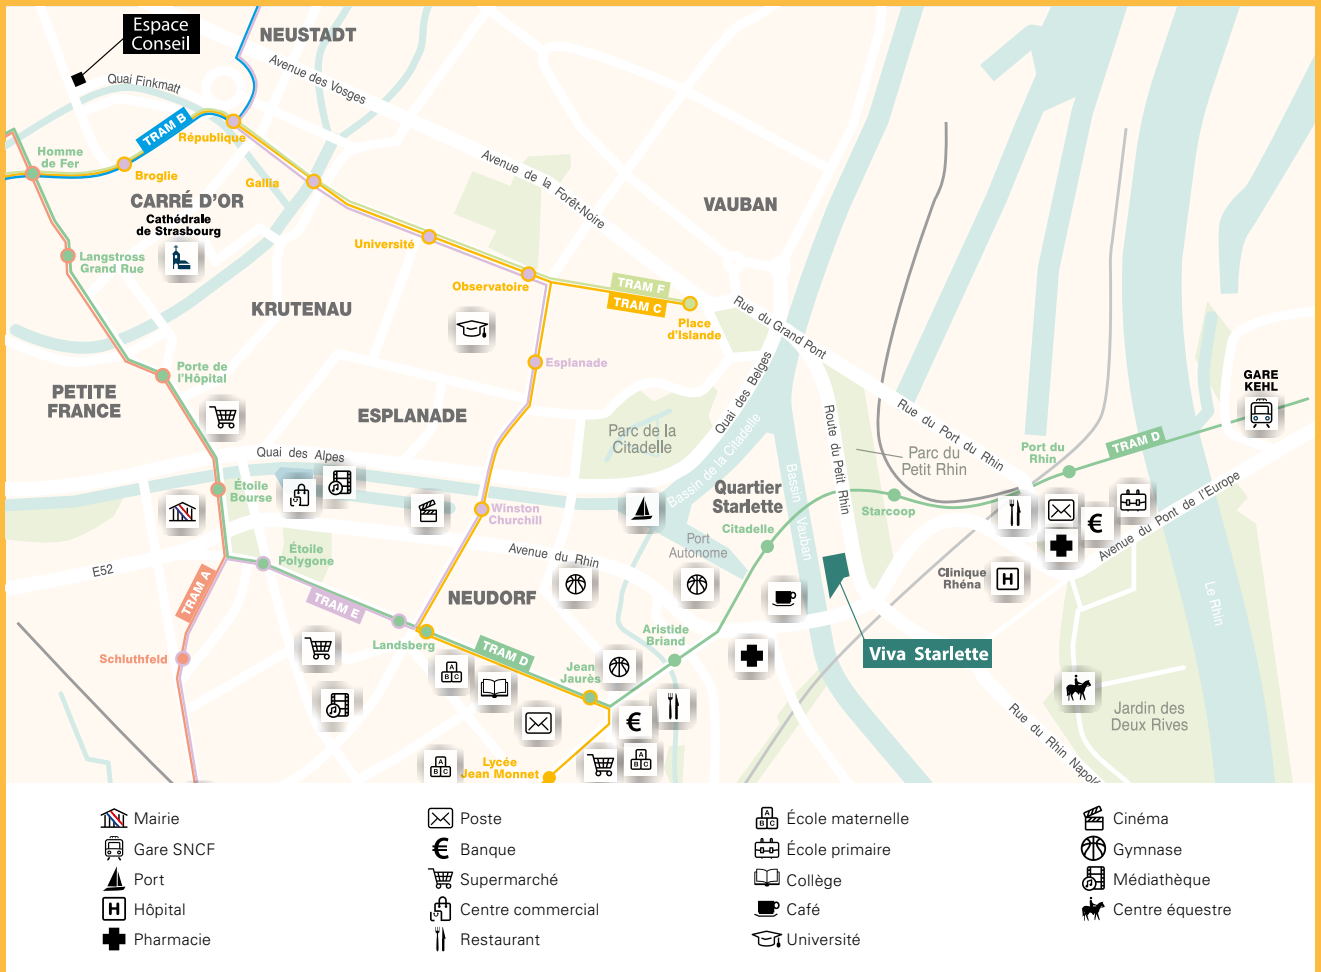 Espace
Conseil
NEUSTADT
Avenue des Vosges
Quai Finkmatt
TRAM B
République
Homme
de Fer
Broglie
Gallia
CARRÉ D'OR
Cathédrale
de Strasbourg
Avenue de la Forêt-Noire
VAUBAN
Université
Langstross
Grand Rue
Observatoire
TRAM F
TRAM C
Place
d'Islande
KRUTENAU
Rue du Grand Pont
Esplanade
Porte de
l'Hôpital
PETITE
FRANCE
ESPLANADE
Quai des Belges
GARE
KEHL
Parc de la
Citadelle
Rue du Port du Rhin
Route du Petit Rhin
Parc du
Petit Rhin
Port du
Rhin
TRAM D
Quai des Alpes
Bassin de la Citadelle
Bassin Vauban
Étoile
Bourse
Quartier
Starlette
Citadelle
Starcoop
Winston
Churchill
Avenue du Pont de l'Europe
Port
Autonome
Avenue du Rhin
Étoile
Polygone
E52
Clinique
Rhéna
H
€
Le Rhin
TRAM A
TRAM E
NEUDORF
Landsberg
TRAM D
Aristide
Briand
Viva Starlette
Schluthfeld
Jean
Jaurès
A
B C
€
Jardin des
Deux Rives
Rue du Rhin Napolé
Lycée
Jean Monnet
A
B C
A
B C
Mairie
Gare SNCF
Port
H Hôpital
Pharmacie
Poste
€ Banque
Supermarché
Centre commercial
Restaurant
A
B C École maternelle
École primaire
Collège
Café
Université
Cinéma
Gymnase
Médiathèque
Centre équestre